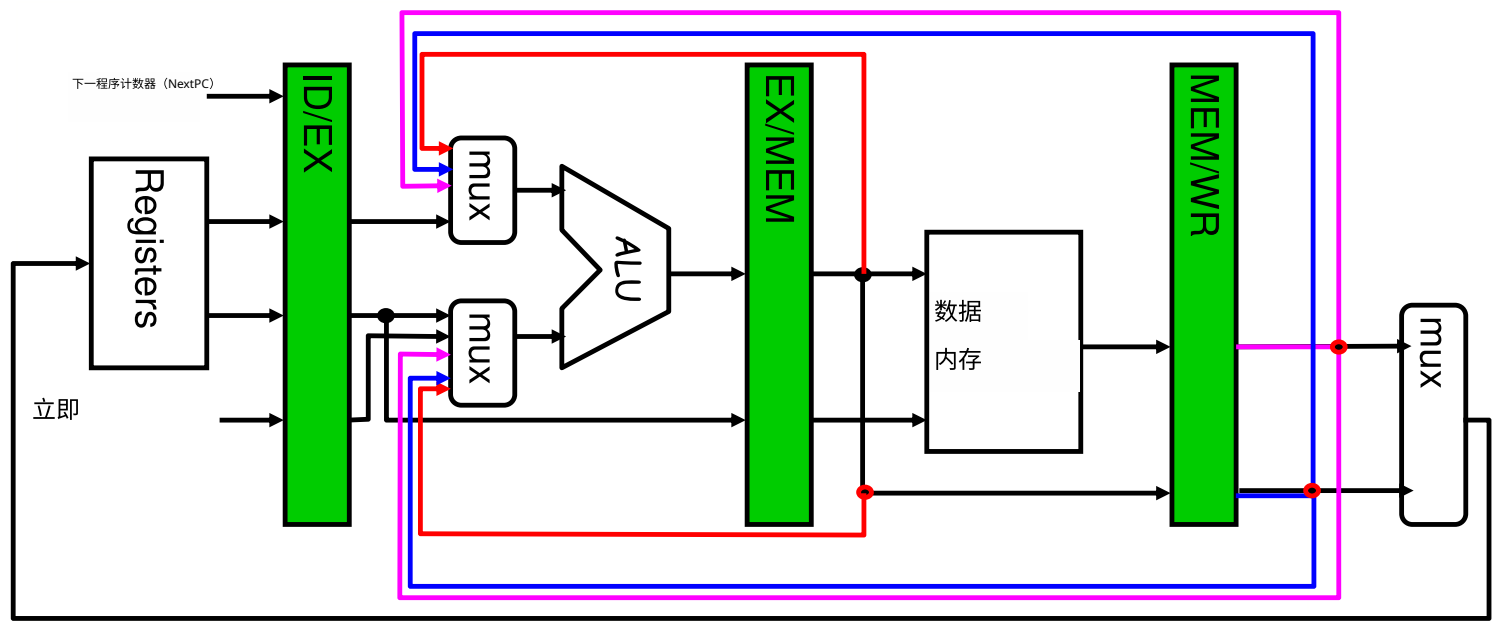 下一程序计数器（NextPC）
Registers
立即
ID/EX
mux
mux
ALU
EX/MEM
数据
内存
MEM/WR
mux